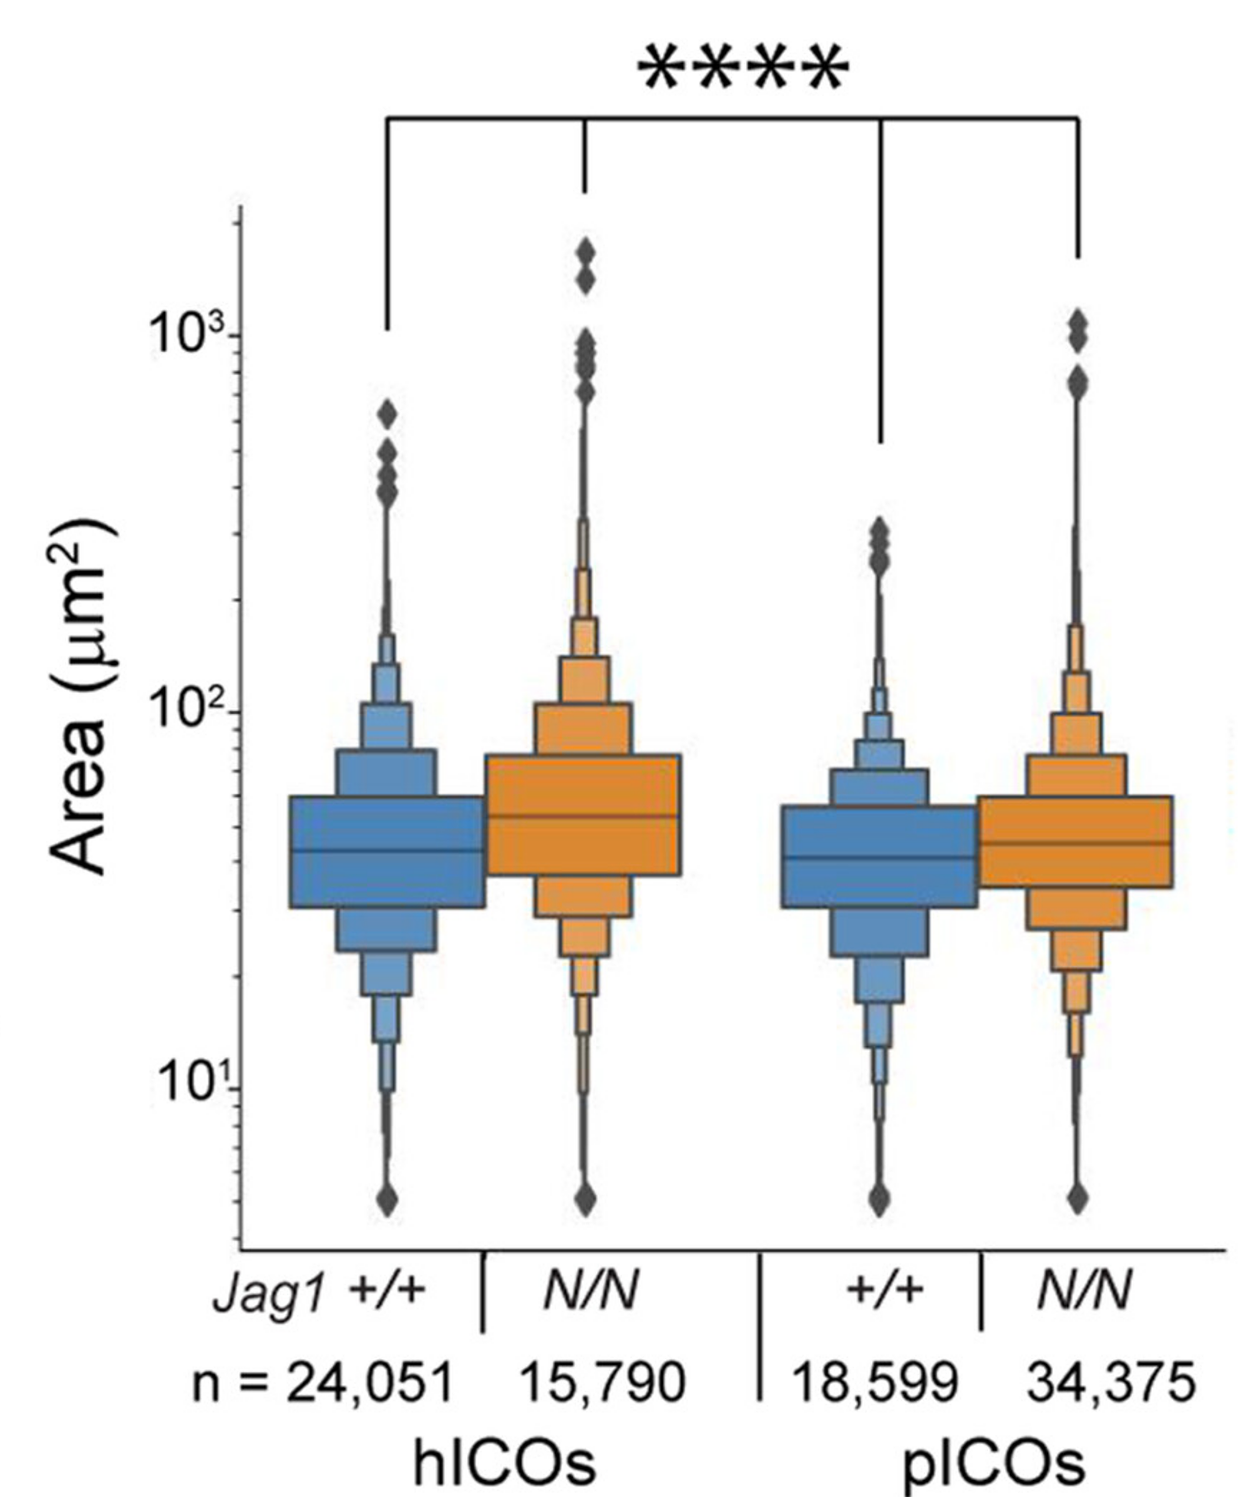 ****
Area (μm²)
10³
10²
10¹
Jag1 +/+ N/N +/+ N/N
n = 24,051 15,790 18,599 34,375
hICOs pICOs